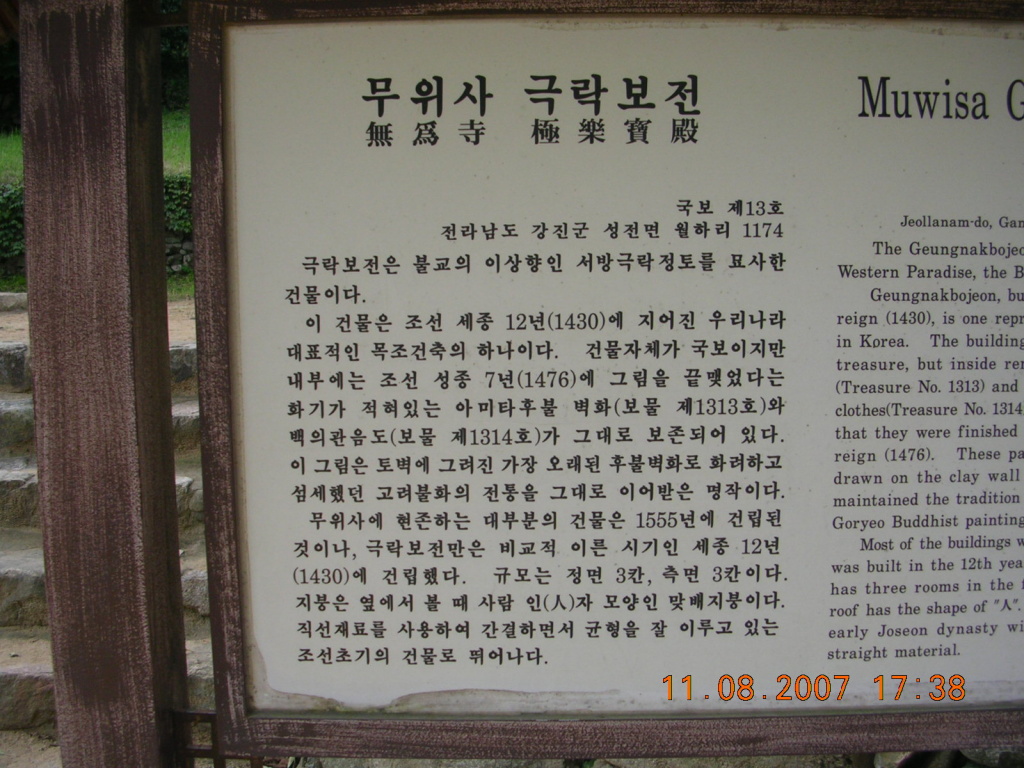 무위사 극락보전
無爲寺 極樂寶殿
국보 제13호
전라남도 강진군 성전면 월하리 1174
극락보전은 불교의 이상향인 서방극락정토를 묘사한
건물이다.
이 건물은 조선 세종 12년(1430)에 지어진 우리나라
대표적인 목조건축의 하나이다. 건물자체가 국보이지만
내부에는 조선 성종 7년(1476)에 그림을 끝맺었다는
화기가 적혀있는 아미타후불 벽화(보물 제1313호)와
백의관음도(보물 제1314호)가 그대로 보존되어 있다.
이 그림은 토벽에 그려진 가장 오래된 후불벽화로 화려하고
섬세했던 고려불화의 전통을 그대로 이어받은 명작이다.
무위사에 현존하는 대부분의 건물은 1555년에 건립된
것이나, 극락보전만은 비교적 이른 시기인 세종 12년
(1430)에 건립했다. 규모는 정면 3칸, 측면 3칸이다.
지붕은 옆에서 볼 때 사람 인(人)자 모양인 맞배지붕이다.
직선재료를 사용하여 간결하면서 균형을 잘 이루고 있는
조선초기의 건물로 뛰어나다.
Muwisa G
Jeollanam-do, Gan
The Geungnakbojeo
Western Paradise, the B
Geungnakbojeon, bu
reign (1430), is one repr
in Korea. The building
treasure, but inside re
(Treasure No. 1313) and
clothes(Treasure No. 1314
that they were finished
reign (1476). These pa
drawn on the clay wall
maintained the tradition
Goryeo Buddhist painting
Most of the buildings w
was built in the 12th yea
has three rooms in the f
roof has the shape of "人".
early Joseon dynasty wi
straight material.
11.08.2007 17:38